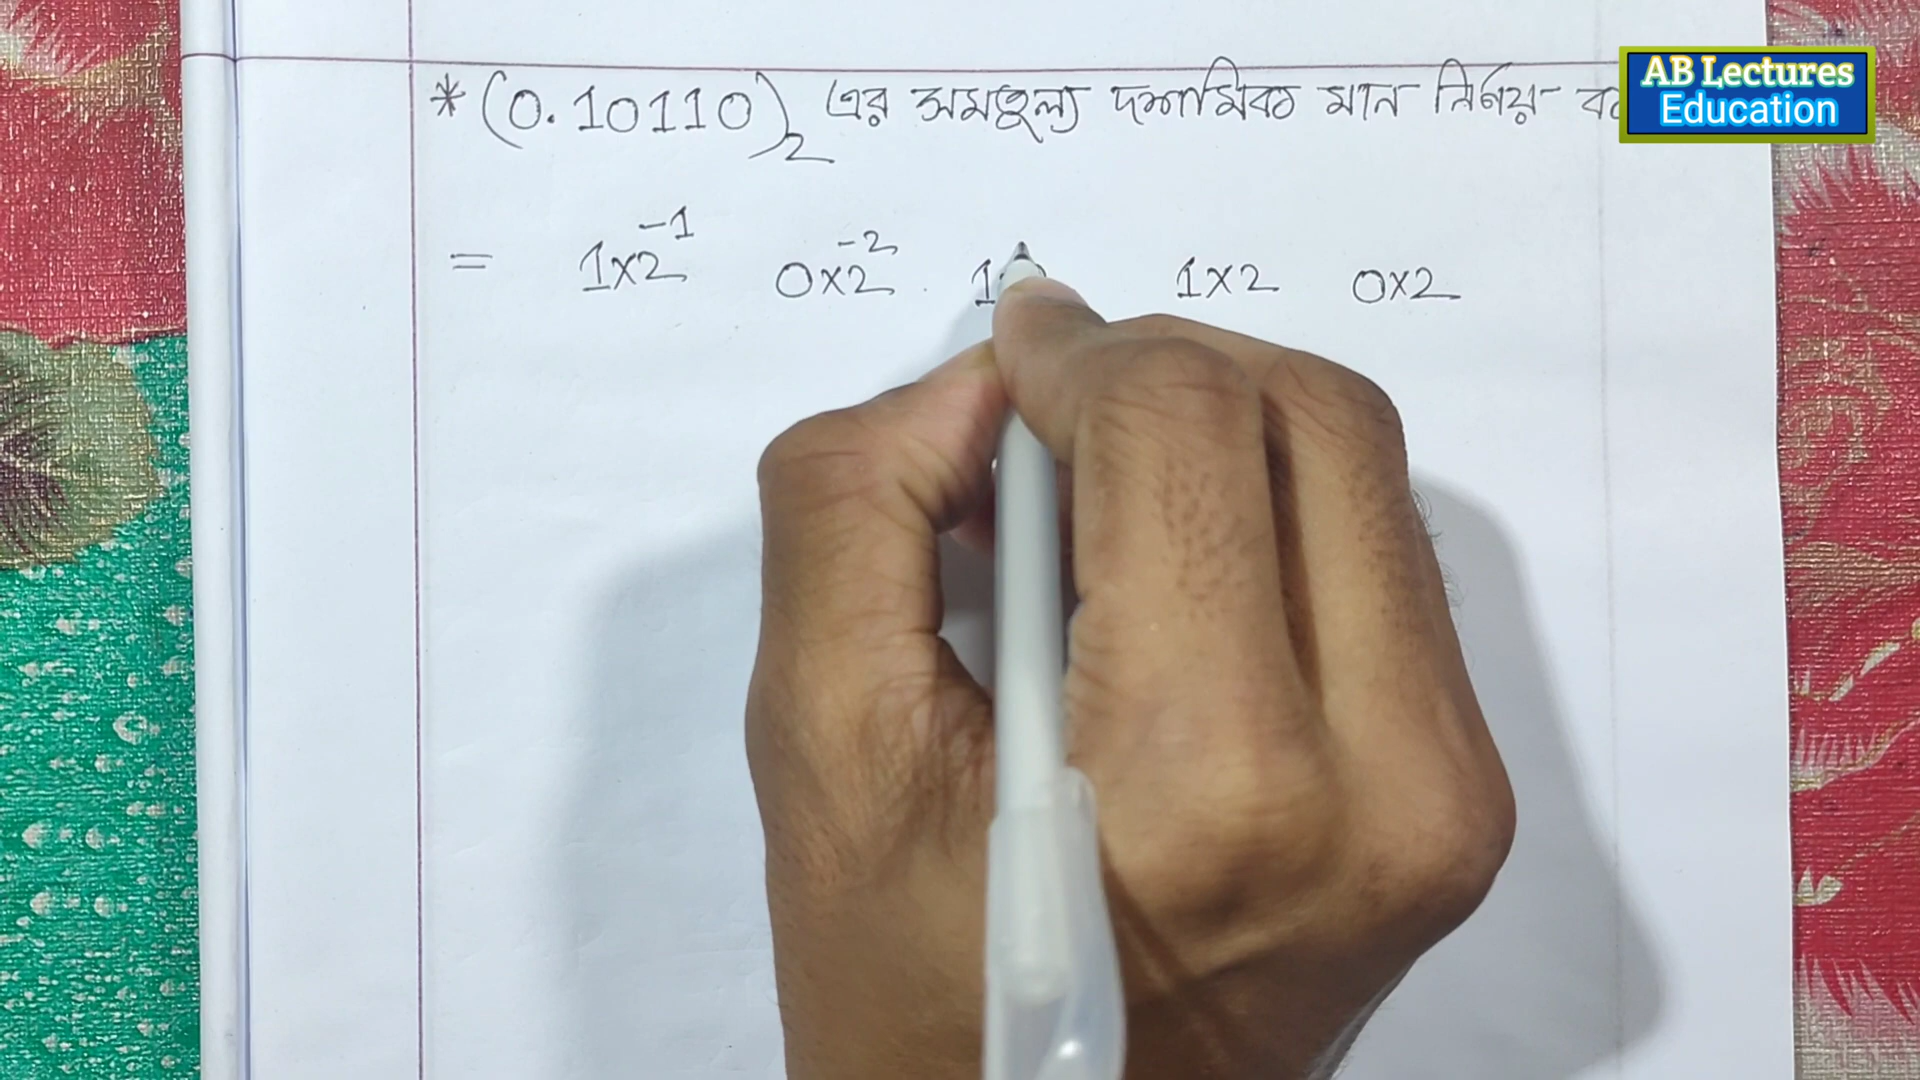 * (0.10110)₂ এর সমতুল্য দশমিক মান নির্ণয়
AB Lectures
Education
= 1×2⁻¹ 0×2⁻² 1 1×2 0×2